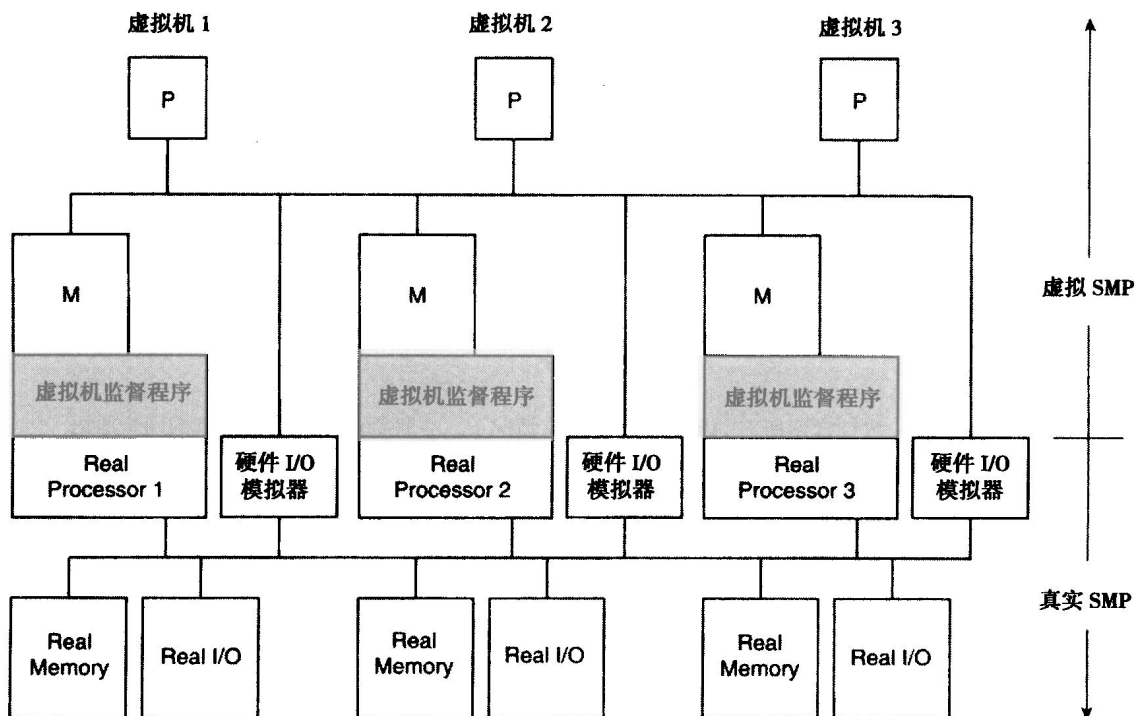 虚拟机 1
虚拟机 2
虚拟机 3
P
P
P
M
M
M
虚拟 SMP
虚拟机监督程序
虚拟机监督程序
虚拟机监督程序
Real
Processor 1
硬件 I/O
模拟器
Real
Processor 2
硬件 I/O
模拟器
Real
Processor 3
硬件 I/O
模拟器
真实 SMP
Real
Memory
Real I/O
Real
Memory
Real I/O
Real
Memory
Real I/O